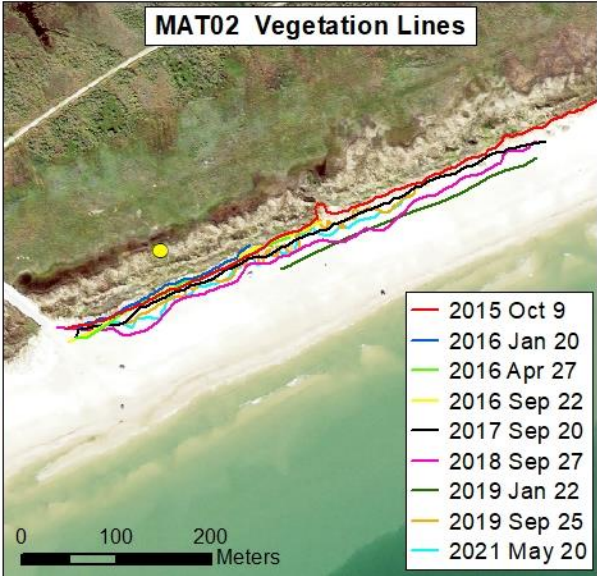 MAT02 Vegetation Lines
2015 Oct 9
2016 Jan 20
2016 Apr 27
2016 Sep 22
2017 Sep 20
2018 Sep 27
2019 Jan 22
2019 Sep 25
2021 May 20
0 100 200
Meters